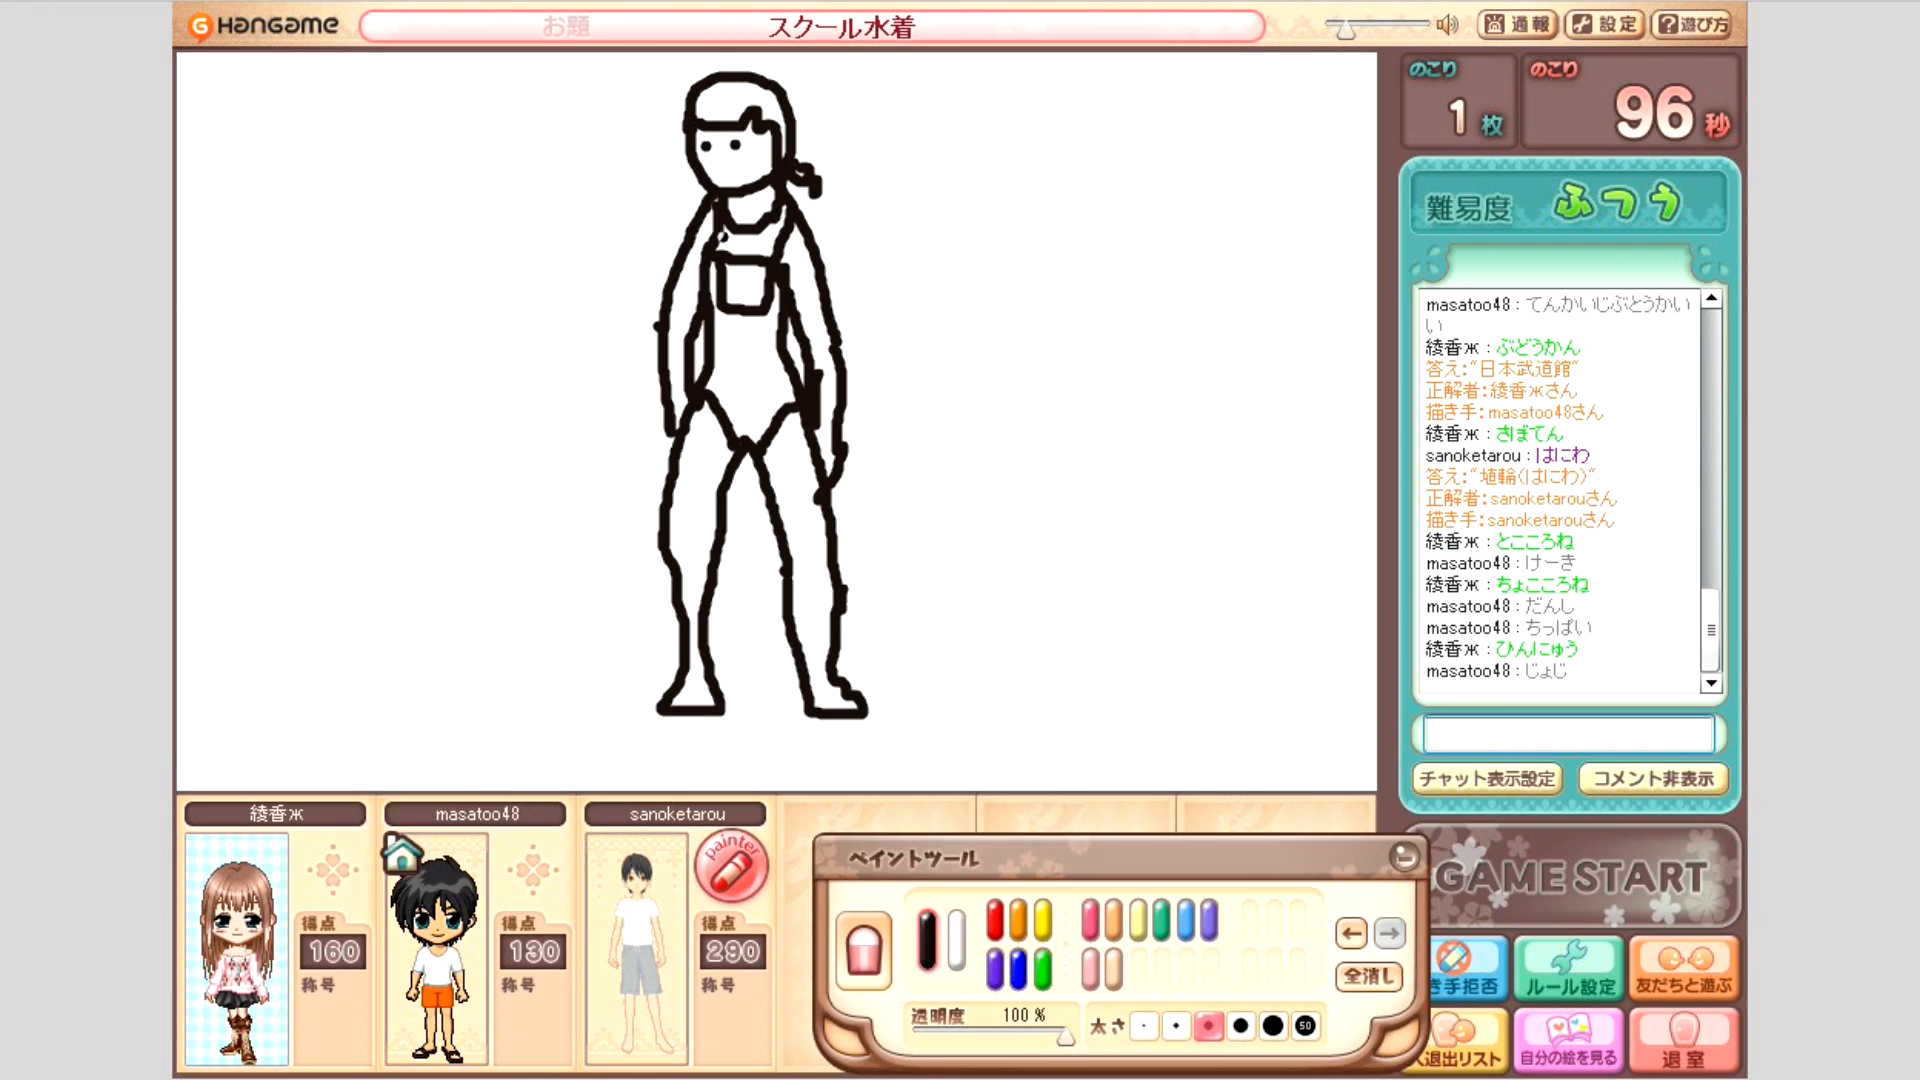 Hangame
お題
スクール水着
通報
設定
遊び方
のこり
1枚
のこり
96秒
難易度 ふつう
masatoo48 : てんかいじぶとうかい
い
綾香ж : ぶどうかん
答え:"日本武道館"
正解者:綾香жさん
描き手:masatoo48さん
綾香ж : さぼてん
sanoketarou : はにわ
答え:"埴輪(はにわ)"
正解者:sanoketarouさん
描き手:sanoketarouさん
綾香ж : とこころね
masatoo48 : けーき
綾香ж : ちょこころね
masatoo48 : だんし
masatoo48 : ちっぱい
綾香ж : ひんにゅう
masatoo48 : じょじ
チャット表示設定
コメント非表示
綾香ж
masatoo48
sanoketarou
painter
得点
160
称号
得点
130
称号
得点
290
称号
ペイントツール
全消し
透明度 100 %
太さ
50
GAME START
き手拒否
ルール設定
友だちと遊ぶ
入退出リスト
自分の絵を見る
退室